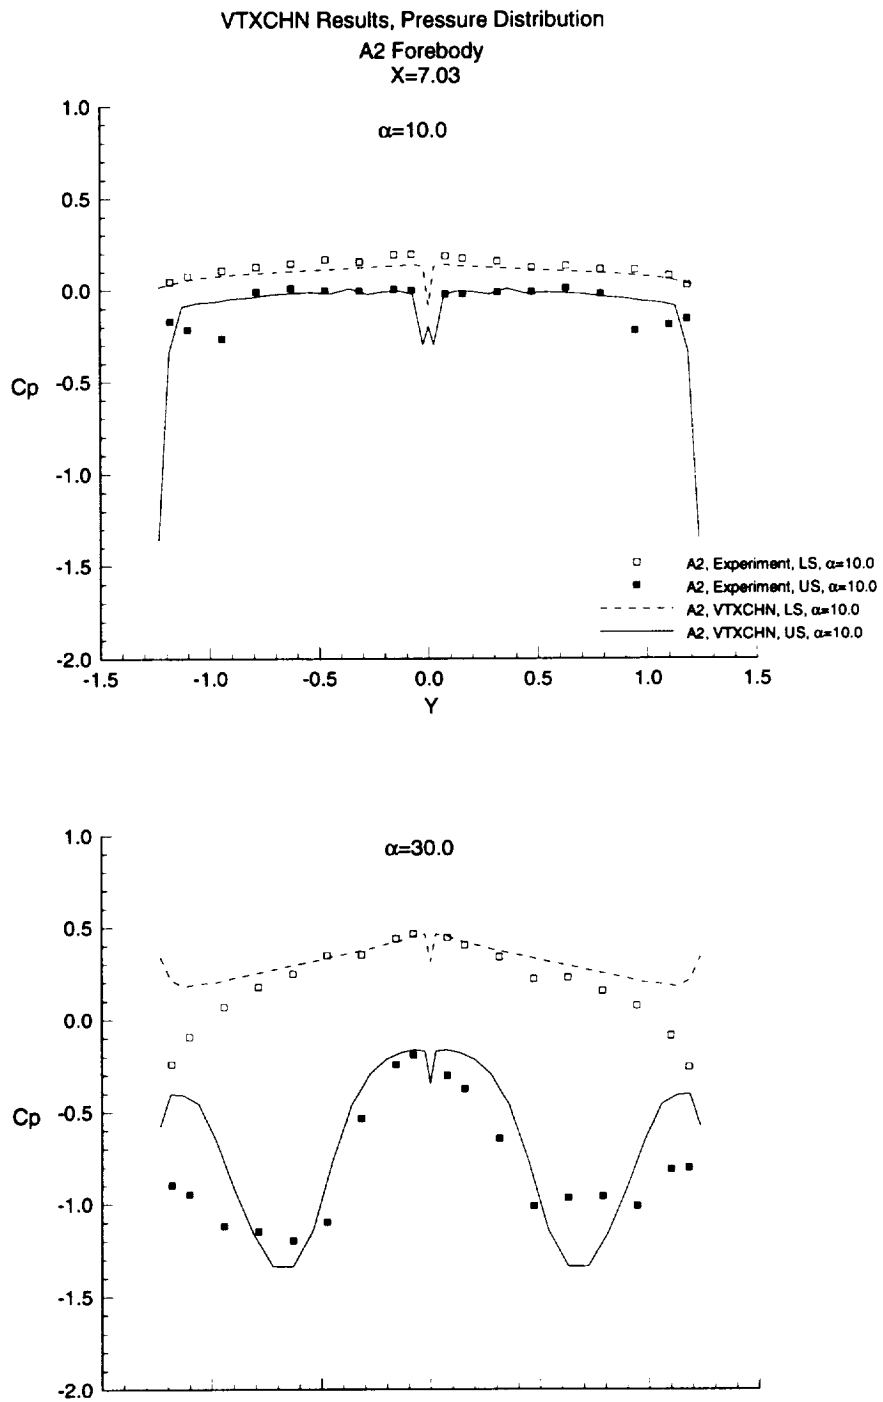 VTXCHN Results, Pressure Distribution
A2 Forebody
X=7.03
1.0
α=10.0
0.5
0.0
Cp
-0.5
-1.0
-1.5
A2, Experiment, LS, α=10.0
A2, Experiment, US, α=10.0
A2, VTXCHN, LS, α=10.0
A2, VTXCHN, US, α=10.0
-2.0
-1.5 -1.0 -0.5 0.0 0.5 1.0 1.5
Y
1.0
α=30.0
0.5
0.0
Cp
-0.5
-1.0
-1.5
-2.0